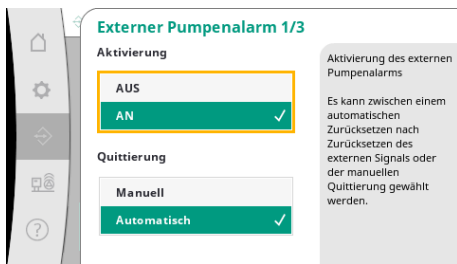 Externer Pumpenalarm 1/3
Aktivierung
AUS
AN
Quittierung
Manuell
Automatisch
Aktivierung des externen
Pumpenalarms
Es kann zwischen einem
automatischen
Zurücksetzen nach
Zurücksetzen des
externen Signals oder
der manuellen
Quittierung gewählt
werden.